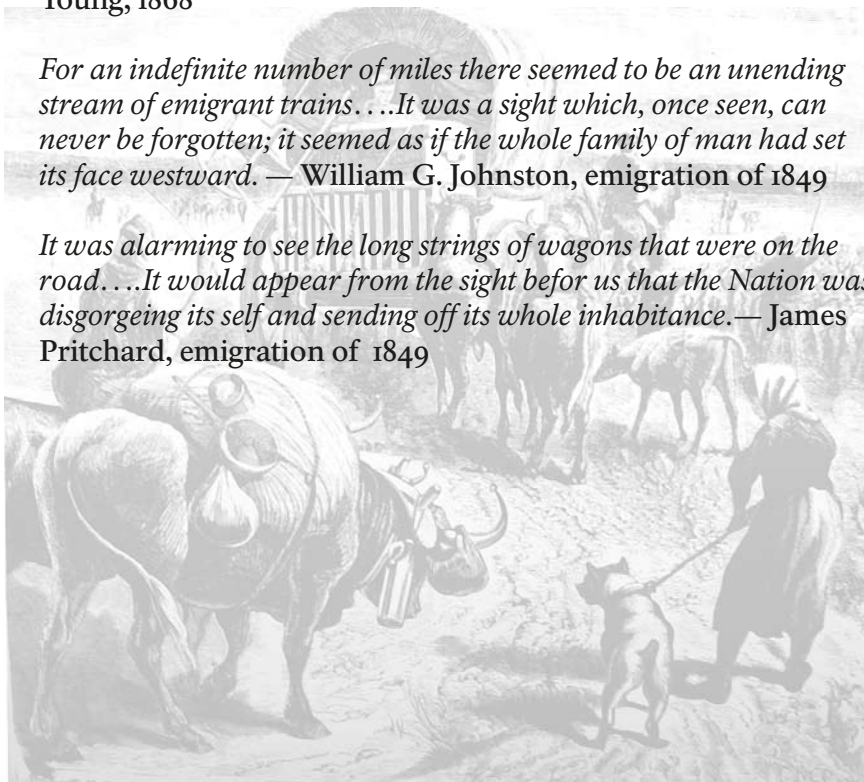 Young, 1868
For an indefinite number of miles there seemed to be an unending
stream of emigrant trains….It was a sight which, once seen, can
never be forgotten; it seemed as if the whole family of man had set
its face westward. — William G. Johnston, emigration of 1849
It was alarming to see the long strings of wagons that were on the
road….It would appear from the sight befor us that the Nation was
disgorgeing its self and sending off its whole inhabitance.— James
Pritchard, emigration of 1849